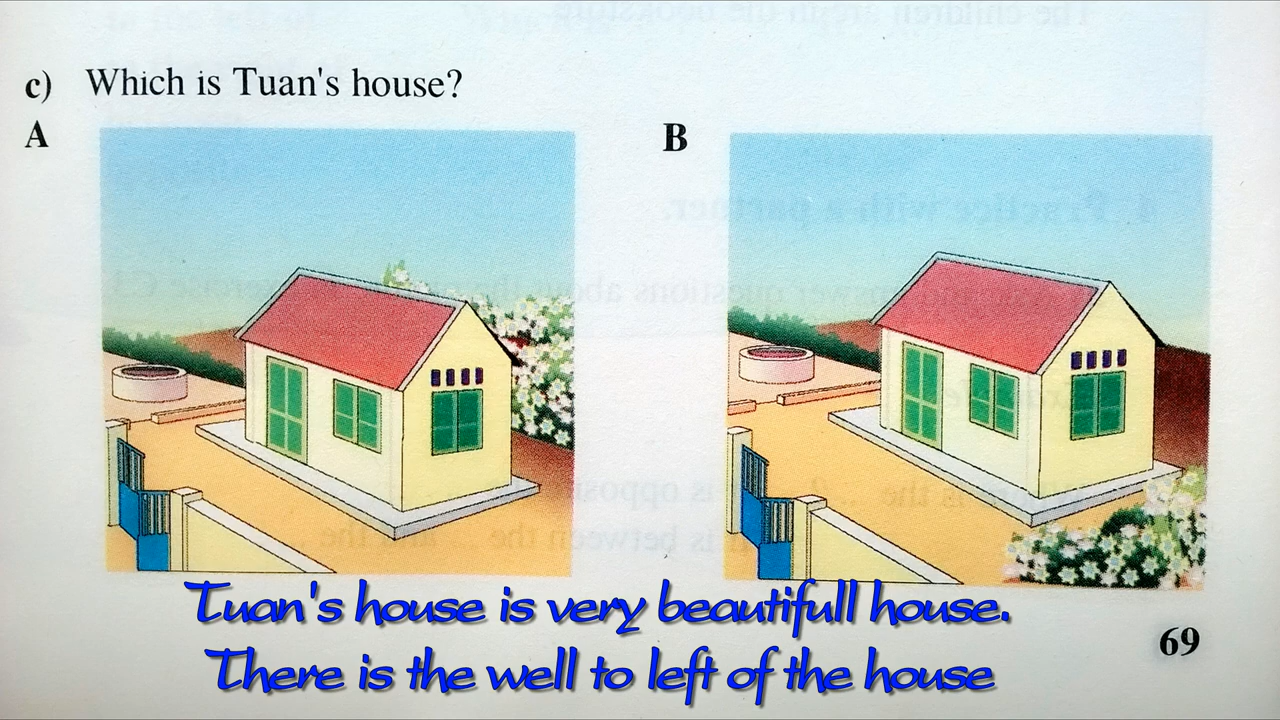 c) Which is Tuan's house?
A
B
Tuan's house is very beautifull house.
There is the well to left of the house
69